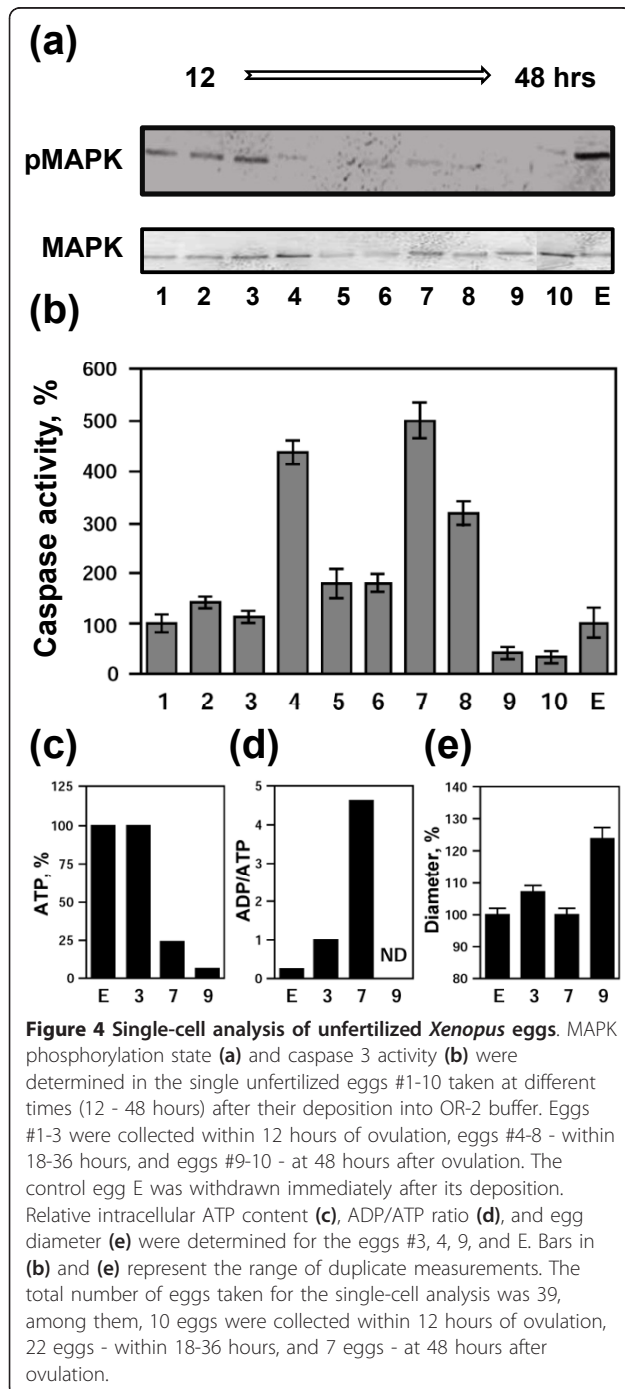 (a)
12 48 hrs
pMAPK
MAPK
1 2 3 4 5 6 7 8 9 10 E
(b)
600
500
400
300
200
100
0
Caspase activity, %
1 2 3 4 5 6 7 8 9 10 E
(c)
125
100
75
50
25
0
ATP, %
E 3 7 9
(d)
5
4
3
2
1
0
ADP/ATP
ND
E 3 7 9
(e)
140
130
120
110
100
90
80
Diameter, %
E 3 7 9
Figure 4 Single-cell analysis of unfertilized Xenopus eggs. MAPK
phosphorylation state (a) and caspase 3 activity (b) were
determined in the single unfertilized eggs #1-10 taken at different
times (12 - 48 hours) after their deposition into OR-2 buffer. Eggs
#1-3 were collected within 12 hours of ovulation, eggs #4-8 - within
18-36 hours, and eggs #9-10 - at 48 hours after ovulation. The
control egg E was withdrawn immediately after its deposition.
Relative intracellular ATP content (c), ADP/ATP ratio (d), and egg
diameter (e) were determined for the eggs #3, 4, 9, and E. Bars in
(b) and (e) represent the range of duplicate measurements. The
total number of eggs taken for the single-cell analysis was 39,
among them, 10 eggs were collected within 12 hours of ovulation,
22 eggs - within 18-36 hours, and 7 eggs - at 48 hours after
ovulation.